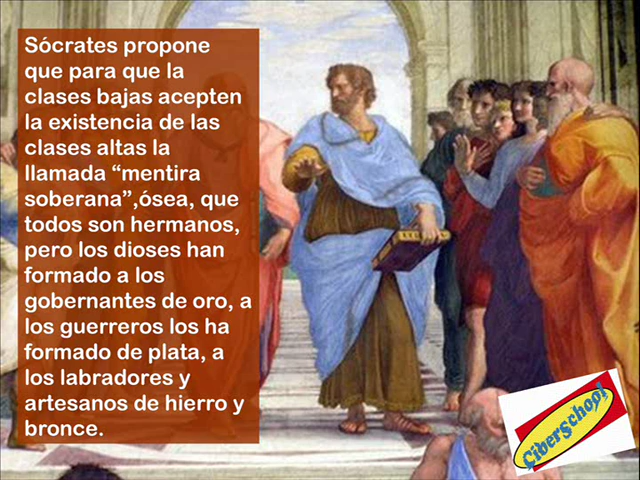 Sócrates propone
que para que la
clases bajas acepten
la existencia de las
clases altas la
llamada “mentira
soberana”,ósea, que
todos son hermanos,
pero los dioses han
formado a los
gobernantes de oro, a
los guerreros los ha
formado de plata, a
los labradores y
artesanos de hierro y
bronce.
Ciberschool